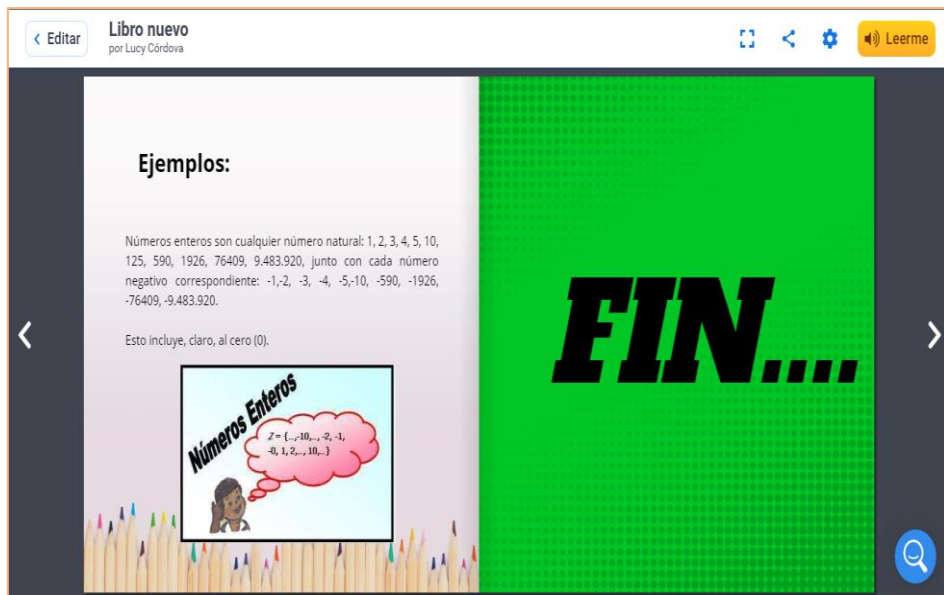 Editar
Libro nuevo
por Lucy Córdova
Leerme
Ejemplos:
Números enteros son cualquier número natural: 1, 2, 3, 4, 5, 10,
125, 590, 1926, 76409, 9.483.920, junto con cada número
negativo correspondiente: -1,-2, -3, -4, -5,-10, -590, -1926,
-76409, -9.483.920.
Esto incluye, claro, al cero (0).
Números Enteros
Z = {...,-10,.., -2, -1,
-0, 1, 2,.., 10,..}
FIN....